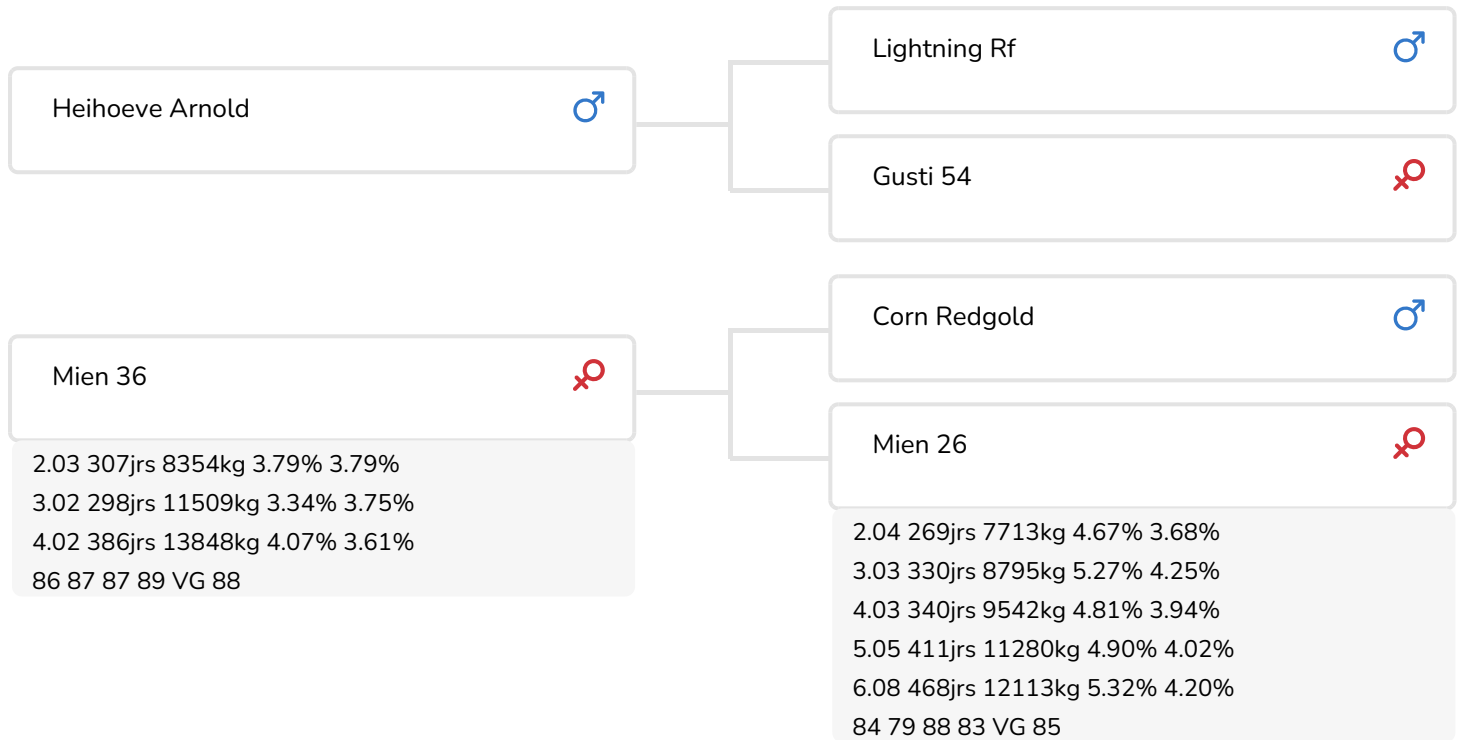 Heihoeve Arnold
Lightning Rf
Gusti 54
Mien 36
2.03 307jrs 8354kg 3.79% 3.79%
3.02 298jrs 11509kg 3.34% 3.75%
4.02 386jrs 13848kg 4.07% 3.61%
86 87 87 89 VG 88
Corn Redgold
Mien 26
2.04 269jrs 7713kg 4.67% 3.68%
3.03 330jrs 8795kg 5.27% 4.25%
4.03 340jrs 9542kg 4.81% 3.94%
5.05 411jrs 11280kg 4.90% 4.02%
6.08 468jrs 12113kg 5.32% 4.20%
84 79 88 83 VG 85